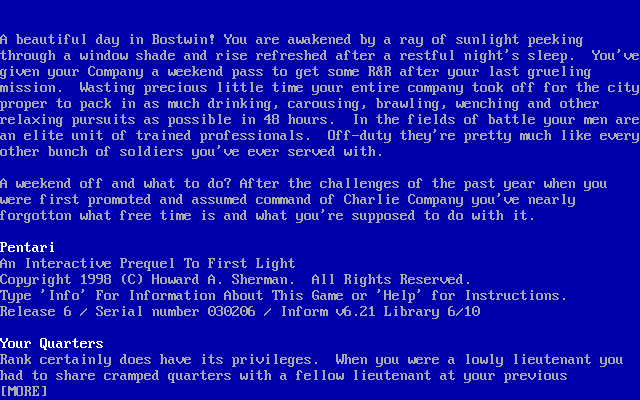 A beautiful day in Bostwin! You are awakened by a ray of sunlight peeking
through a window shade and rise refreshed after a restful night's sleep.  You've
given your Company a weekend pass to get some R&R after your last grueling
mission.  Wasting precious little time your entire company took off for the city
proper to pack in as much drinking, carousing, brawling, wenching and other
relaxing pursuits as possible in 48 hours.  In the fields of battle your men are
an elite unit of trained professionals.  Off-duty they're pretty much like every
other bunch of soldiers you've ever served with.
A weekend off and what to do? After the challenges of the past year when you
were first promoted and assumed command of Charlie Company you've nearly
forgotton what free time is and what you're supposed to do with it.
Pentari
An Interactive Prequel To First Light
Copyright 1998 (C) Howard A. Sherman.  All Rights Reserved.
Type 'Info' For Information About This Game or 'Help' for Instructions.
Release 6 / Serial number 030206 / Inform v6.21 Library 6/10
Your Quarters
Rank certainly does have its privileges.  When you were a lowly lieutenant you
had to share cramped quarters with a fellow lieutenant at your previous
[MORE]